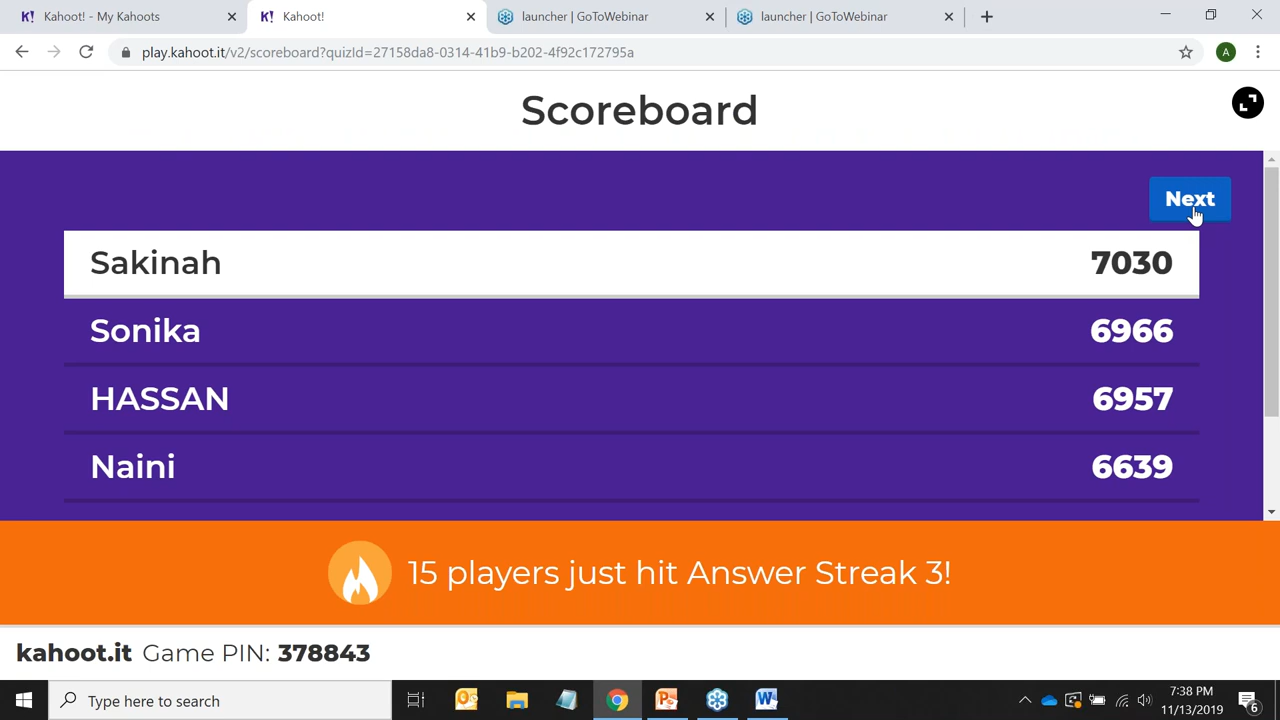 K! Kahoot! - My Kahoots
K! Kahoot!
launcher | GoToWebinar
launcher | GoToWebinar
play.kahoot.it/v2/scoreboard?quizId=27158da8-0314-41b9-b202-4f92c172795a
A
Scoreboard
Next
Sakinah 7030
Sonika 6966
HASSAN 6957
Naini 6639
15 players just hit Answer Streak 3!
kahoot.it Game PIN: 378843
Type here to search
7:38 PM
11/13/2019
6